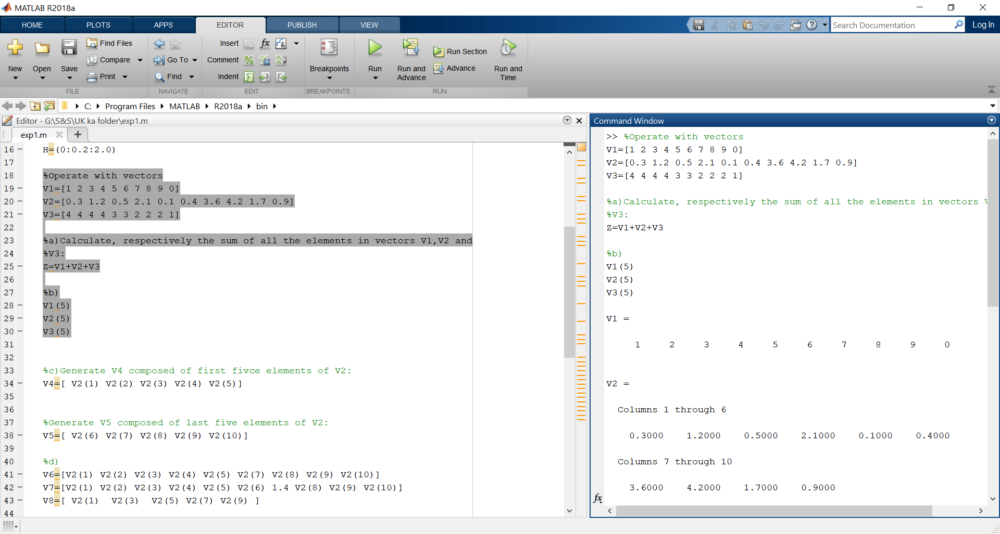 MATLAB R2018a
HOME PLOTS APPS EDITOR PUBLISH VIEW
Search Documentation
Log In
New
Open
Save
Find Files
Compare
Print
FILE
Go To
Find
NAVIGATE
Insert fx
Comment
Indent
EDIT
Breakpoints
BREAKPOINTS
Run
Run and
Advance
Run Section
Advance
Run and
Time
RUN
C: Program Files MATLAB R2018a bin
Editor - G:\S&S\UK ka folder\exp1.m
exp1.m
16 – H=(0:0.2:2.0)
17
18 %Operate with vectors
19 – V1=[1 2 3 4 5 6 7 8 9 0]
20 – V2=[0.3 1.2 0.5 2.1 0.1 0.4 3.6 4.2 1.7 0.9]
21 – V3=[4 4 4 4 3 3 2 2 2 1]
22
23 %a)Calculate, respectively the sum of all the elements in vectors V1,V2 and
24 %V3:
25 – Z=V1+V2+V3
26
27 %b)
28 – V1(5)
29 – V2(5)
30 – V3(5)
31
32
33 %c)Generate V4 composed of first fivce elements of V2:
34 – V4=[ V2(1) V2(2) V2(3) V2(4) V2(5)]
35
36
37 %Generate V5 composed of last five elements of V2:
38 – V5=[ V2(6) V2(7) V2(8) V2(9) V2(10)]
39
40 %d)
41 – V6=[V2(1) V2(2) V2(3) V2(4) V2(5) V2(7) V2(8) V2(9) V2(10)]
42 – V7=[V2(1) V2(2) V2(3) V2(4) V2(5) V2(6) 1.4 V2(8) V2(9) V2(10)]
43 – V8=[ V2(1)  V2(3)  V2(5) V2(7) V2(9) ]
44
Command Window
>> %Operate with vectors
V1=[1 2 3 4 5 6 7 8 9 0]
V2=[0.3 1.2 0.5 2.1 0.1 0.4 3.6 4.2 1.7 0.9]
V3=[4 4 4 4 3 3 2 2 2 1]
%a)Calculate, respectively the sum of all the elements in vectors
%V3:
Z=V1+V2+V3
%b)
V1(5)
V2(5)
V3(5)
V1 =
1 2 3 4 5 6 7 8 9 0
V2 =
Columns 1 through 6
0.3000 1.2000 0.5000 2.1000 0.1000 0.4000
Columns 7 through 10
3.6000 4.2000 1.7000 0.9000
fx